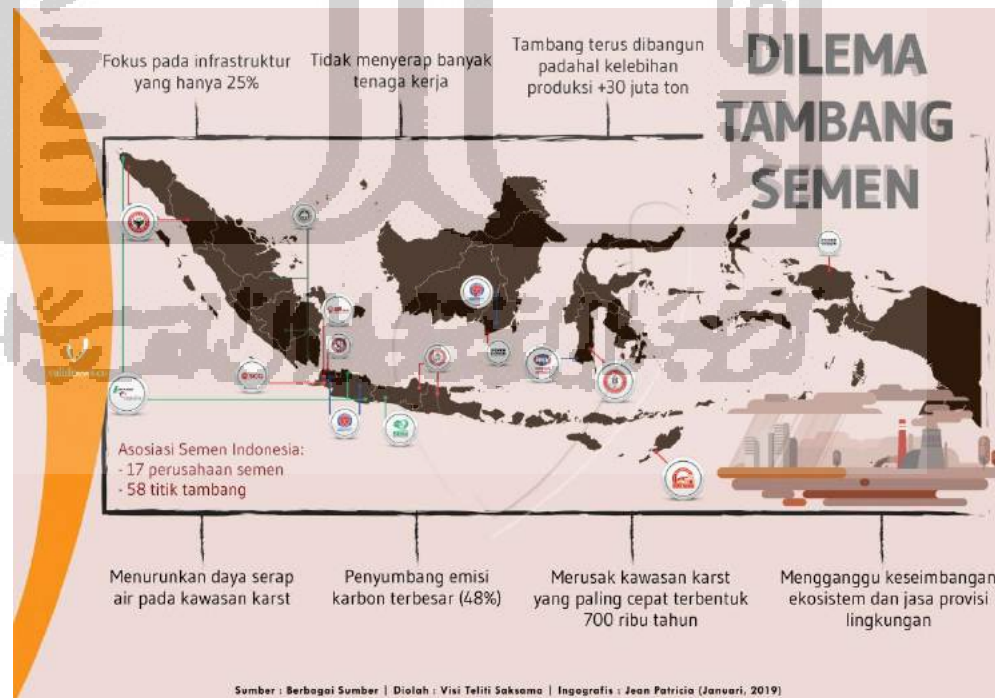 Fokus pada infrastruktur
yang hanya 25%
Tidak menyerap banyak
tenaga kerja
Tambang terus dibangun
padahal kelebihan
produksi +30 juta ton
DILEMA
TAMBANG
SEMEN
Asosiasi Semen Indonesia:
- 17 perusahaan semen
- 58 titik tambang
Menurunkan daya serap
air pada kawasan karst
Penyumbang emisi
karbon terbesar (48%)
Merusak kawasan karst
yang paling cepat terbentuk
700 ribu tahun
Mengganggu keseimbangan
ekosistem dan jasa provisi
lingkungan
Sumber : Berbagai Sumber | Diolah : Visi Teliti Saksama | Ingografis : Jean Patricia (Januari, 2019)